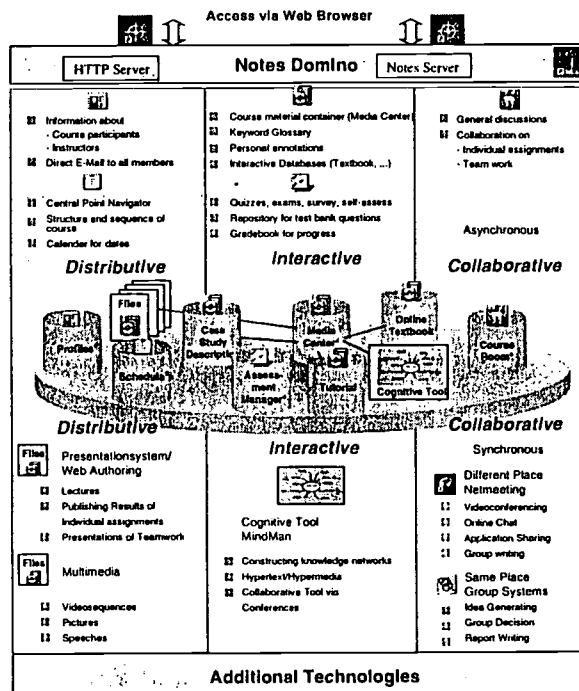 Access via Web Browser
HTTP Server
Notes Domino
Notes Server
Information about
- Course participants
- Instructors
Direct E-Mail to all members
Central Point Navigator
Structure and sequence of
course
Calender for dates
Distributive
Course material container (Media Center)
Keyword Glossary
Personal annotations
Interactive Databases (Textbook, ...)
Quizzes, exams, survey, self-assess
Repository for test bank questions
Gradebook for progress
Interactive
General discussions
Collaboration on
- Individual assignments
- Team work
Asynchronous
Collaborative
Files
Profiles
Schedule
Case
Study
Descriptio
Assess-
ment
Manager
Media
Center
Tutorial
Online
Textbook
Cognitive Tool
Course
Room
Distributive
Files
Presentationsystem/
Web Authoring
Lectures
Publishing Results of
Individual assignments
Presentations of Teamwork
Files
Multimedia
Videosequences
Pictures
Speeches
Interactive
Cognitive Tool
MindMan
Constructing knowledge networks
Hypertext/Hypermedia
Collaborative Tool via
Conferences
Collaborative
Synchronous
Different Place
Netmeeting
Videoconferencing
Online Chat
Application Sharing
Group writing
Same Place
Group Systems
Idea Generating
Group Decision
Report Writing
Additional Technologies